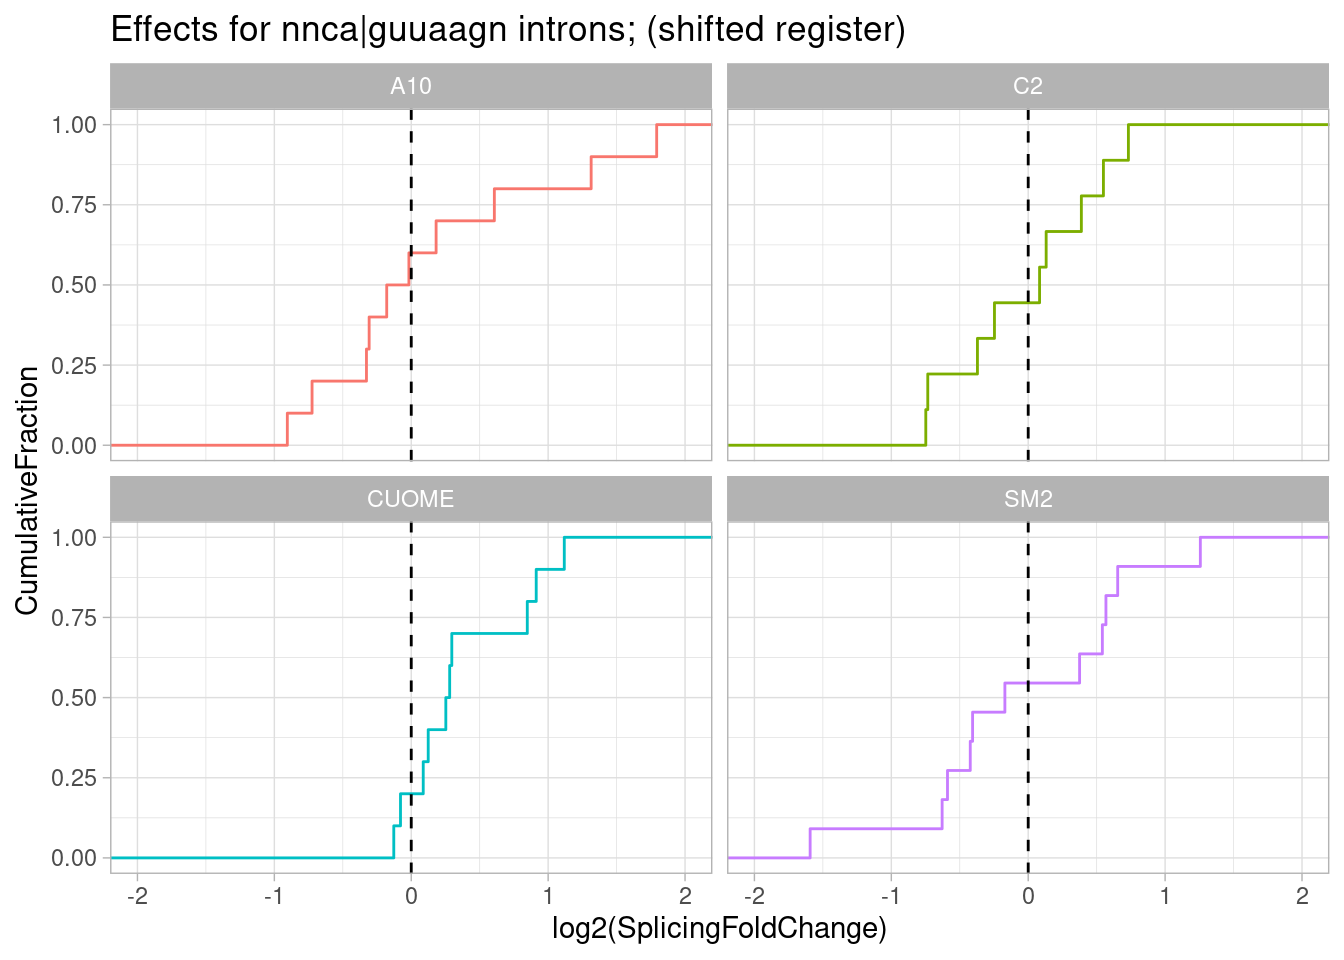 Effects for nnca|guuaagn introns; (shifted register)
A10
C2
1.00
0.75
0.50
0.25
0.00
CumulativeFraction
CUOME
SM2
1.00
0.75
0.50
0.25
0.00
-2 -1 0 1 2
-2 -1 0 1 2
log2(SplicingFoldChange)